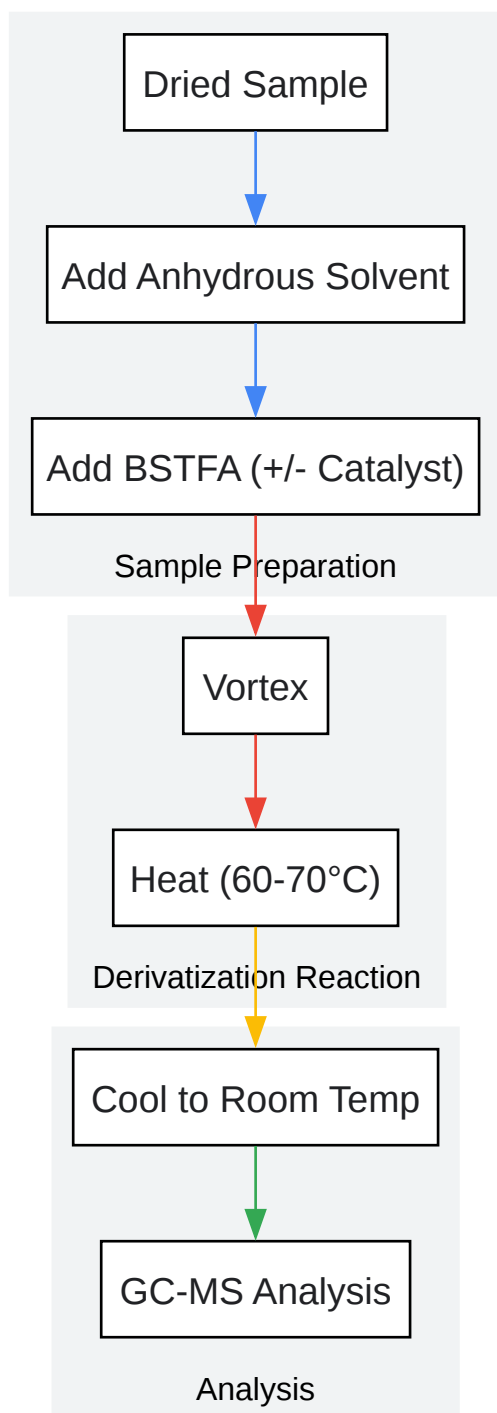 Dried Sample
Add Anhydrous Solvent
Add BSTFA (+/- Catalyst)
Sample Preparation
Vortex
Heat (60-70°C)
Derivatization Reaction
Cool to Room Temp
GC-MS Analysis
Analysis